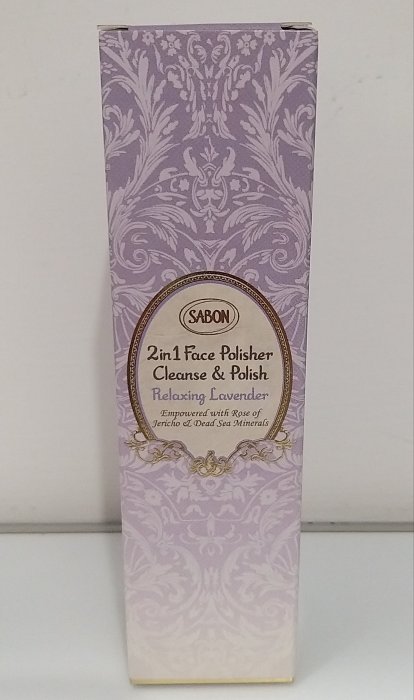 SABON
2in1 Face Polisher
Cleanse & Polish
Relaxing Lavender
Empowered with Rose of
Jericho & Dead Sea Minerals